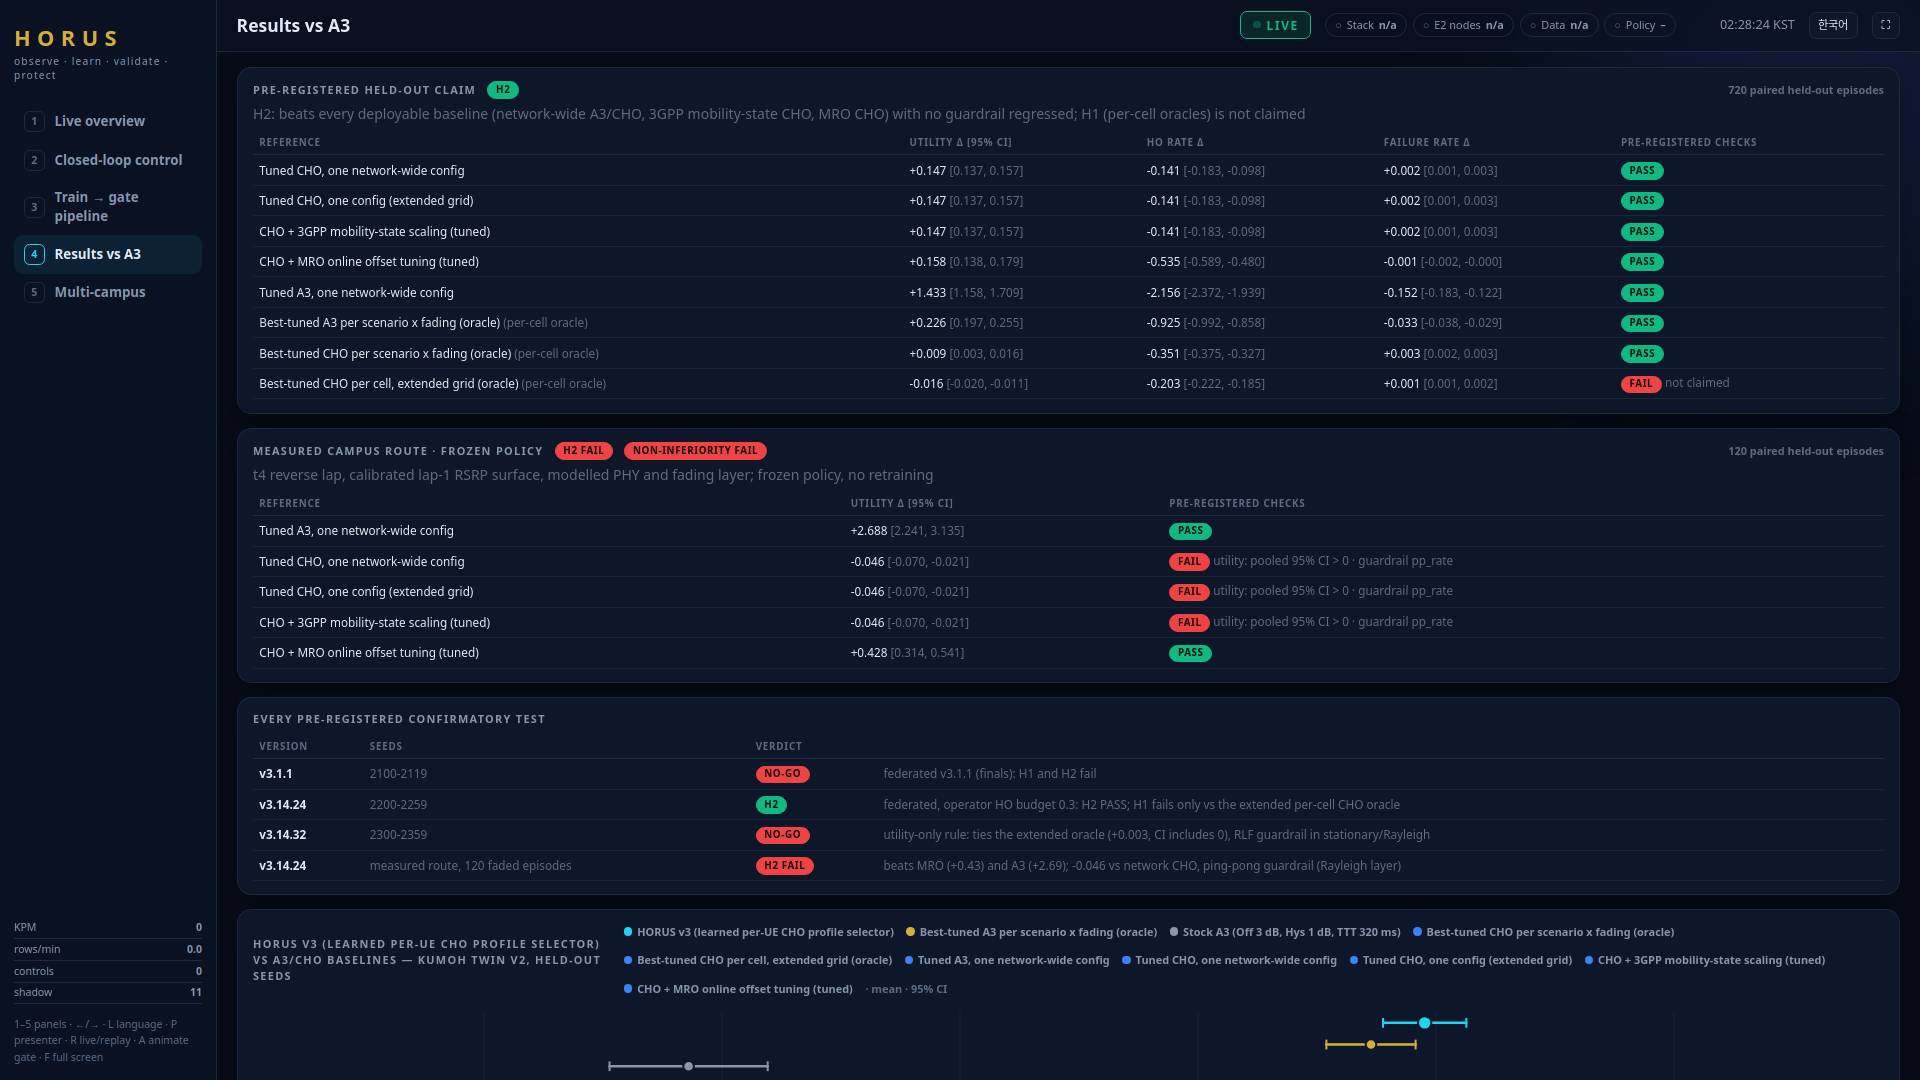 HORUS
observe · learn · validate ·
protect
1 Live overview
2 Closed-loop control
3 Train → gate
pipeline
4 Results vs A3
5 Multi-campus
KPM 0
rows/min 0.0
controls 0
shadow 11
1–5 panels · ←/→ · L language · P
presenter · R live/replay · A animate
gate · F full screen
Results vs A3
LIVE
Stack n/a
E2 nodes n/a
Data n/a
Policy –
02:28:24 KST
한국어
PRE-REGISTERED HELD-OUT CLAIM H2 720 paired held-out episodes
H2: beats every deployable baseline (network-wide A3/CHO, 3GPP mobility-state CHO, MRO CHO) with no guardrail regressed; H1 (per-cell oracles) is not claimed
REFERENCE UTILITY Δ [95% CI] HO RATE Δ FAILURE RATE Δ PRE-REGISTERED CHECKS
Tuned CHO, one network-wide config +0.147 [0.137, 0.157] -0.141 [-0.183, -0.098] +0.002 [0.001, 0.003] PASS
Tuned CHO, one config (extended grid) +0.147 [0.137, 0.157] -0.141 [-0.183, -0.098] +0.002 [0.001, 0.003] PASS
CHO + 3GPP mobility-state scaling (tuned) +0.147 [0.137, 0.157] -0.141 [-0.183, -0.098] +0.002 [0.001, 0.003] PASS
CHO + MRO online offset tuning (tuned) +0.158 [0.138, 0.179] -0.535 [-0.589, -0.480] -0.001 [-0.002, -0.000] PASS
Tuned A3, one network-wide config +1.433 [1.158, 1.709] -2.156 [-2.372, -1.939] -0.152 [-0.183, -0.122] PASS
Best-tuned A3 per scenario x fading (oracle) (per-cell oracle) +0.226 [0.197, 0.255] -0.925 [-0.992, -0.858] -0.033 [-0.038, -0.029] PASS
Best-tuned CHO per scenario x fading (oracle) (per-cell oracle) +0.009 [0.003, 0.016] -0.351 [-0.375, -0.327] +0.003 [0.002, 0.003] PASS
Best-tuned CHO per cell, extended grid (oracle) (per-cell oracle) -0.016 [-0.020, -0.011] -0.203 [-0.222, -0.185] +0.001 [0.001, 0.002] FAIL not claimed
MEASURED CAMPUS ROUTE · FROZEN POLICY H2 FAIL NON-INFERIORITY FAIL 120 paired held-out episodes
t4 reverse lap, calibrated lap-1 RSRP surface, modelled PHY and fading layer; frozen policy, no retraining
REFERENCE UTILITY Δ [95% CI] PRE-REGISTERED CHECKS
Tuned A3, one network-wide config +2.688 [2.241, 3.135] PASS
Tuned CHO, one network-wide config -0.046 [-0.070, -0.021] FAIL utility: pooled 95% CI > 0 · guardrail pp_rate
Tuned CHO, one config (extended grid) -0.046 [-0.070, -0.021] FAIL utility: pooled 95% CI > 0 · guardrail pp_rate
CHO + 3GPP mobility-state scaling (tuned) -0.046 [-0.070, -0.021] FAIL utility: pooled 95% CI > 0 · guardrail pp_rate
CHO + MRO online offset tuning (tuned) +0.428 [0.314, 0.541] PASS
EVERY PRE-REGISTERED CONFIRMATORY TEST
VERSION SEEDS VERDICT
v3.1.1 2100-2119 NO-GO federated v3.1.1 (finals): H1 and H2 fail
v3.14.24 2200-2259 H2 federated, operator HO budget 0.3: H2 PASS; H1 fails only vs the extended per-cell CHO oracle
v3.14.32 2300-2359 NO-GO utility-only rule: ties the extended oracle (+0.003, CI includes 0), RLF guardrail in stationary/Rayleigh
v3.14.24 measured route, 120 faded episodes H2 FAIL beats MRO (+0.43) and A3 (+2.69); -0.046 vs network CHO, ping-pong guardrail (Rayleigh layer)
HORUS V3 (LEARNED PER-UE CHO PROFILE SELECTOR)
VS A3/CHO BASELINES — KUMOH TWIN V2, HELD-OUT
SEEDS
HORUS v3 (learned per-UE CHO profile selector) Best-tuned A3 per scenario x fading (oracle) Stock A3 (Off 3 dB, Hys 1 dB, TTT 320 ms) Best-tuned CHO per scenario x fading (oracle)
Best-tuned CHO per cell, extended grid (oracle) Tuned A3, one network-wide config Tuned CHO, one network-wide config Tuned CHO, one config (extended grid) CHO + 3GPP mobility-state scaling (tuned)
CHO + MRO online offset tuning (tuned) · mean · 95% CI